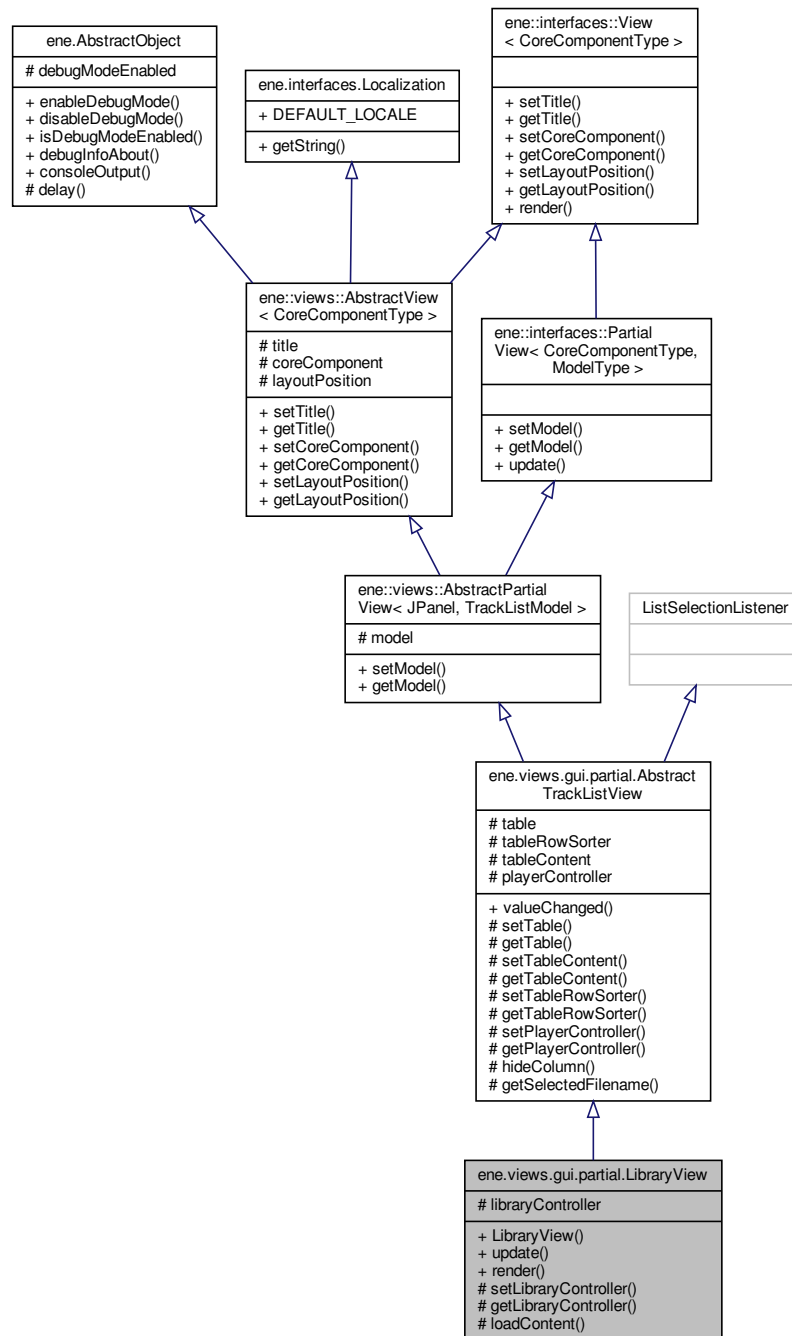 ene.AbstractObject
# debugModeEnabled
+ enableDebugMode()
+ disableDebugMode()
+ isDebugModeEnabled()
+ debugInfoAbout()
+ consoleOutput()
# delay()
ene.interfaces.Localization
+ DEFAULT_LOCALE
+ getString()
ene::interfaces::View
< CoreComponentType >
+ setTitle()
+ getTitle()
+ setCoreComponent()
+ getCoreComponent()
+ setLayoutPosition()
+ getLayoutPosition()
+ render()
ene::views::AbstractView
< CoreComponentType >
# title
# coreComponent
# layoutPosition
+ setTitle()
+ getTitle()
+ setCoreComponent()
+ getCoreComponent()
+ setLayoutPosition()
+ getLayoutPosition()
ene::interfaces::Partial
View< CoreComponentType,
ModelType >
+ setModel()
+ getModel()
+ update()
ene::views::AbstractPartial
View< JPanel, TrackListModel >
# model
+ setModel()
+ getModel()
ListSelectionListener
ene.views.gui.partial.Abstract
TrackListView
# table
# tableRowSorter
# tableContent
# playerController
+ valueChanged()
# setTable()
# getTable()
# setTableContent()
# getTableContent()
# setTableRowSorter()
# getTableRowSorter()
# setPlayerController()
# getPlayerController()
# hideColumn()
# getSelectedFilename()
ene.views.gui.partial.LibraryView
# libraryController
+ LibraryView()
+ update()
+ render()
# setLibraryController()
# getLibraryController()
# loadContent()